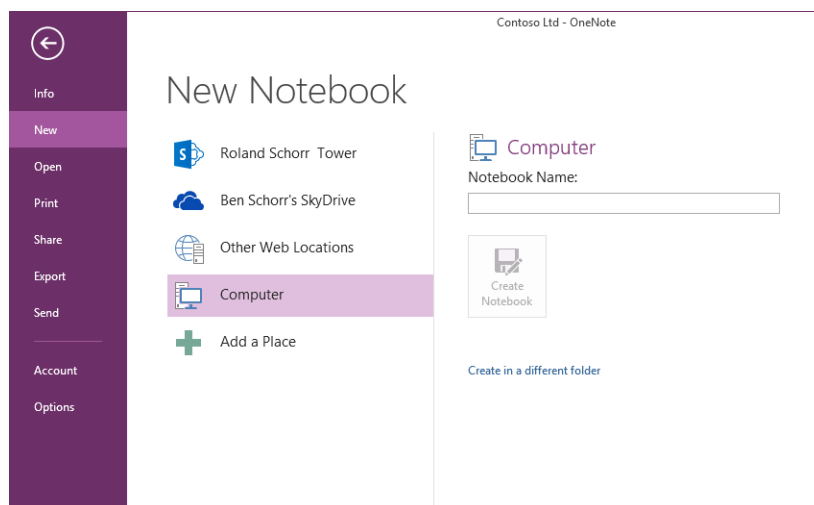 Contoso Ltd - OneNote
Info
New
Open
Print
Share
Export
Send
Account
Options
New Notebook
S
Roland Schorr Tower
Ben Schorr's SkyDrive
Other Web Locations
Computer
Add a Place
Computer
Notebook Name:
Create
Notebook
Create in a different folder